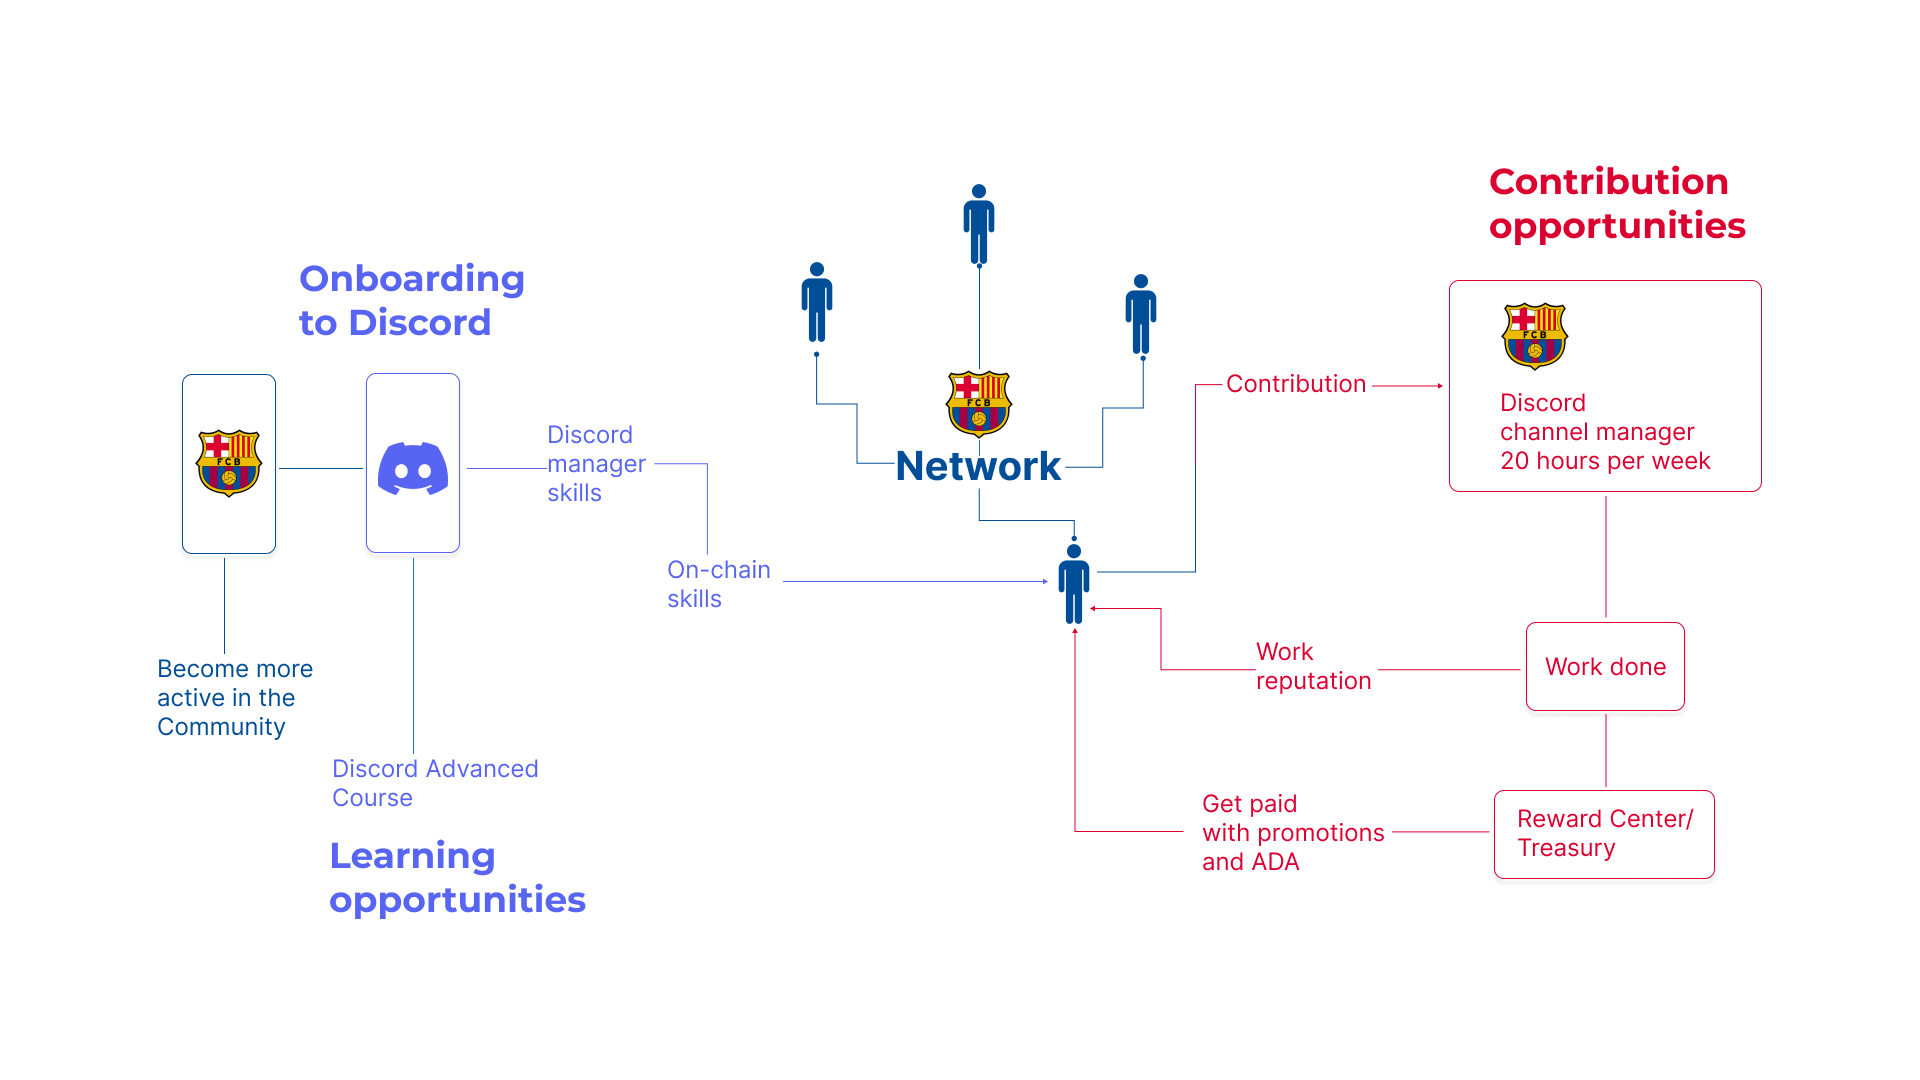 Onboarding
to Discord
FCB
Become more
active in the
Community
Discord Advanced
Course
Learning
opportunities
Discord
manager
skills
On-chain
skills
FCB
Network
Contribution
Contribution
opportunities
FCB
Discord
channel manager
20 hours per week
Work
reputation
Work done
Get paid
with promotions
and ADA
Reward Center/
Treasury